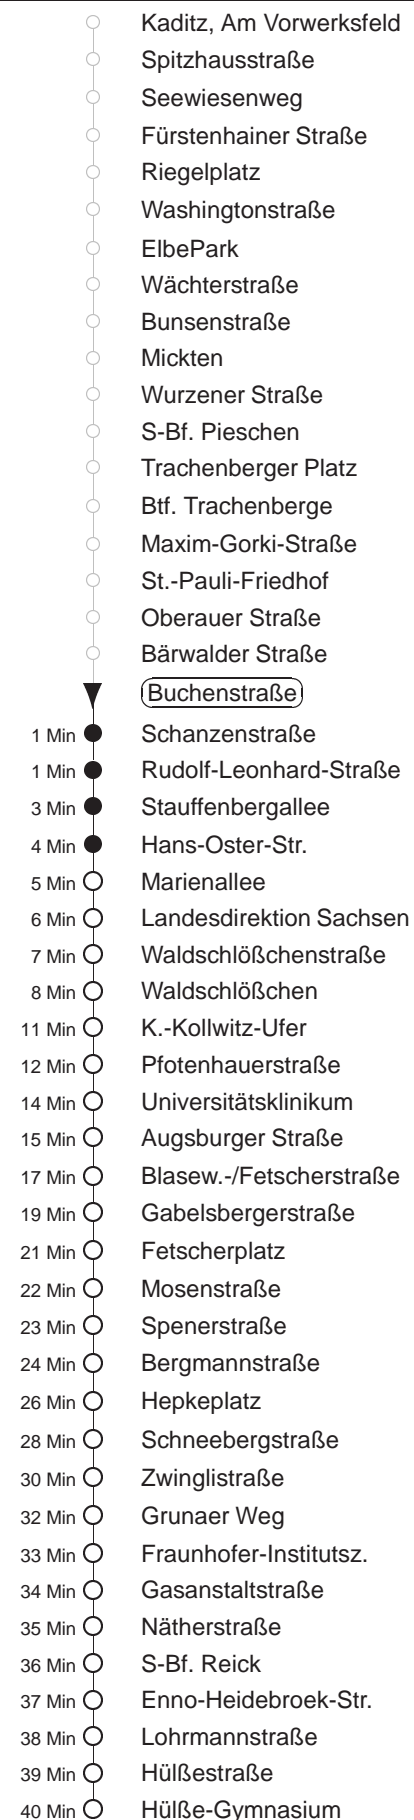 Kaditz, Am Vorwerksfeld
Spitzhausstraße
Seewiesenweg
Fürstenhainer Straße
Riegelplatz
Washingtonstraße
ElbePark
Wächterstraße
Bunsenstraße
Mickten
Wurzener Straße
S-Bf. Pieschen
Trachenberger Platz
Btf. Trachenberge
Maxim-Gorki-Straße
St.-Pauli-Friedhof
Oberauer Straße
Bärwalder Straße
Buchenstraße
1 Min Schanzenstraße
1 Min Rudolf-Leonhard-Straße
3 Min Stauffenbergallee
4 Min Hans-Oster-Str.
5 Min Marienallee
6 Min Landesdirektion Sachsen
7 Min Waldschlößchenstraße
8 Min Waldschlößchen
11 Min K.-Kollwitz-Ufer
12 Min Pfotenhauerstraße
14 Min Universitätsklinikum
15 Min Augsburger Straße
17 Min Blasew.-/Fetscherstraße
19 Min Gabelsbergerstraße
21 Min Fetscherplatz
22 Min Mosenstraße
23 Min Spenerstraße
24 Min Bergmannstraße
26 Min Hepkeplatz
28 Min Schneebergstraße
30 Min Zwinglistraße
32 Min Grunaer Weg
33 Min Fraunhofer-Institutsz.
34 Min Gasanstaltstraße
35 Min Nätherstraße
36 Min S-Bf. Reick
37 Min Enno-Heidebroek-Str.
38 Min Lohrmannstraße
39 Min Hülßestraße
40 Min Hülße-Gymnasium